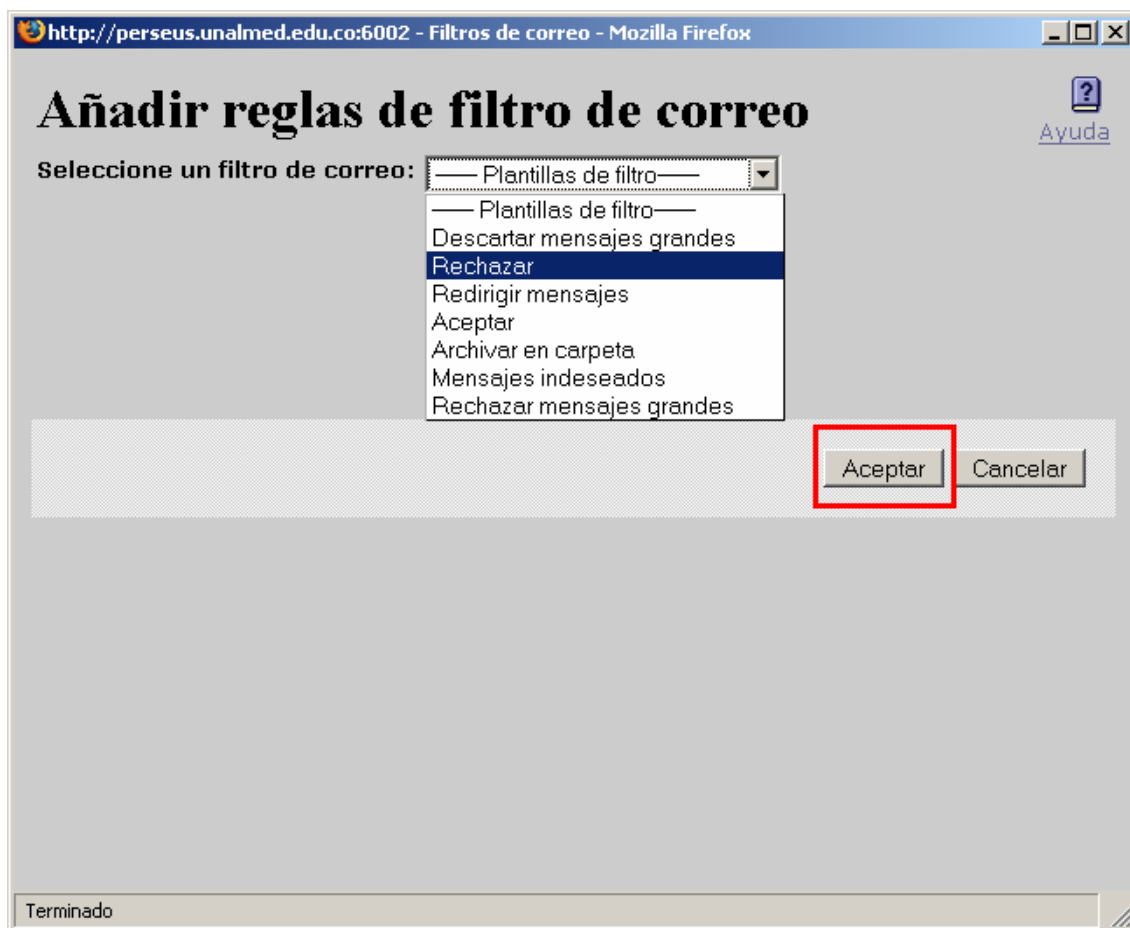 http://perseus.unalmed.edu.co:6002 - Filtros de correo - Mozilla Firefox
Añadir reglas de filtro de correo
?
Ayuda
Seleccione un filtro de correo: —— Plantillas de filtro——
—— Plantillas de filtro——
Descartar mensajes grandes
Rechazar
Redirigir mensajes
Aceptar
Archivar en carpeta
Mensajes indeseados
Rechazar mensajes grandes
Aceptar Cancelar
Terminado